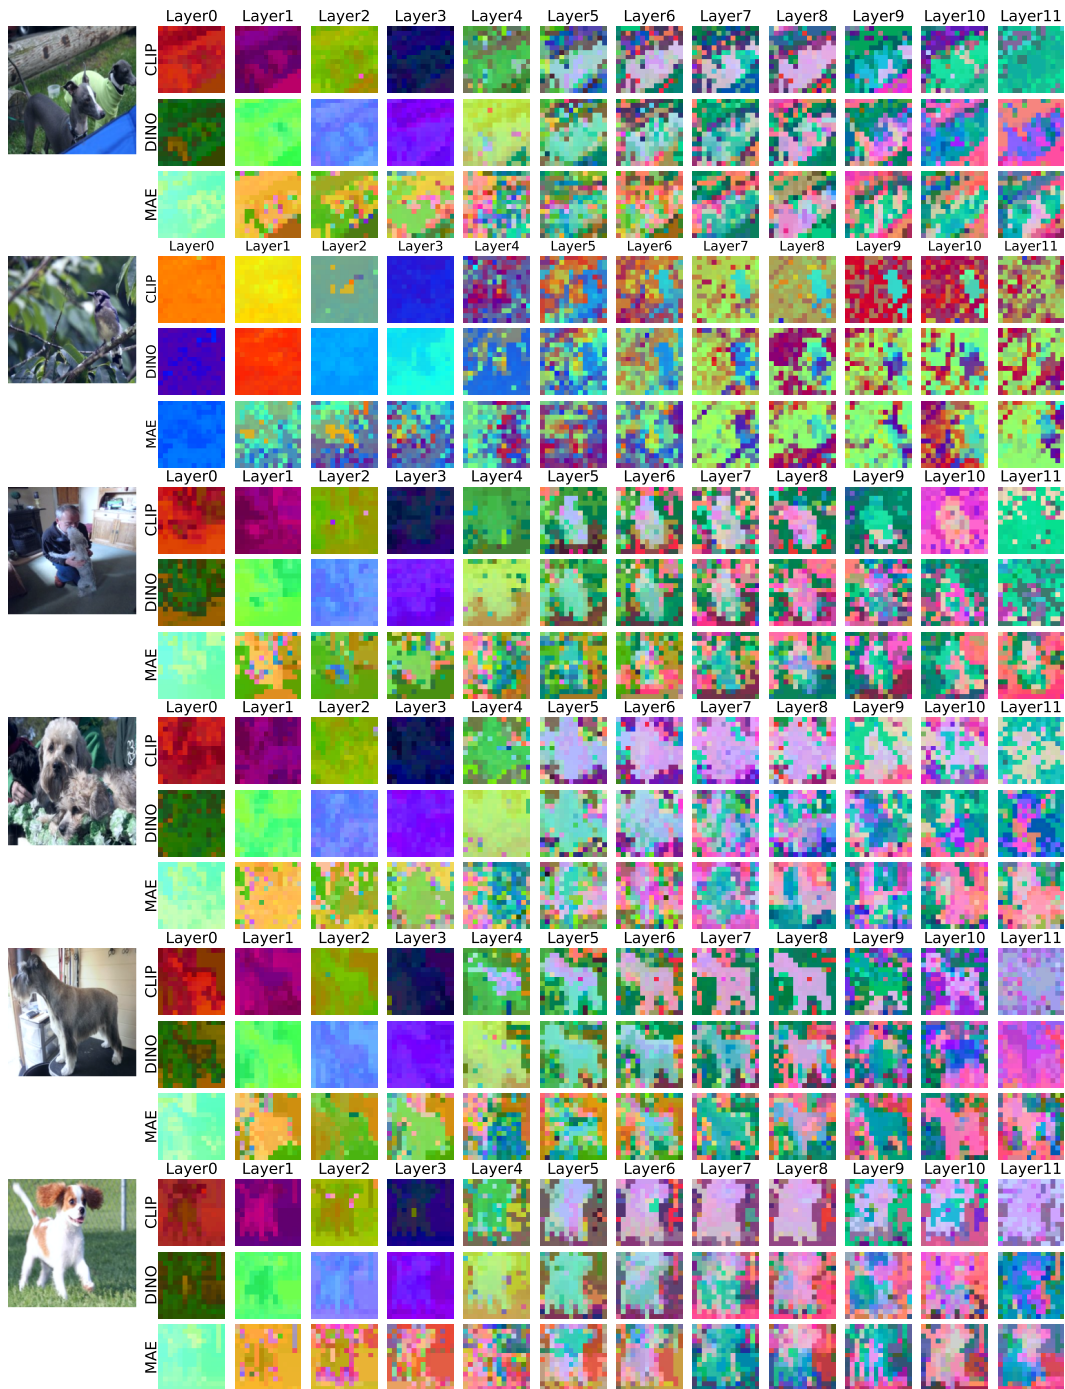 Layer0 Layer1 Layer2 Layer3 Layer4 Layer5 Layer6 Layer7 Layer8 Layer9 Layer10 Layer11
CLIP
DINO
MAE
Layer0 Layer1 Layer2 Layer3 Layer4 Layer5 Layer6 Layer7 Layer8 Layer9 Layer10 Layer11
CLIP
DINO
MAE
Layer0 Layer1 Layer2 Layer3 Layer4 Layer5 Layer6 Layer7 Layer8 Layer9 Layer10 Layer11
CLIP
DINO
MAE
Layer0 Layer1 Layer2 Layer3 Layer4 Layer5 Layer6 Layer7 Layer8 Layer9 Layer10 Layer11
CLIP
DINO
MAE
Layer0 Layer1 Layer2 Layer3 Layer4 Layer5 Layer6 Layer7 Layer8 Layer9 Layer10 Layer11
CLIP
DINO
MAE
Layer0 Layer1 Layer2 Layer3 Layer4 Layer5 Layer6 Layer7 Layer8 Layer9 Layer10 Layer11
CLIP
DINO
MAE